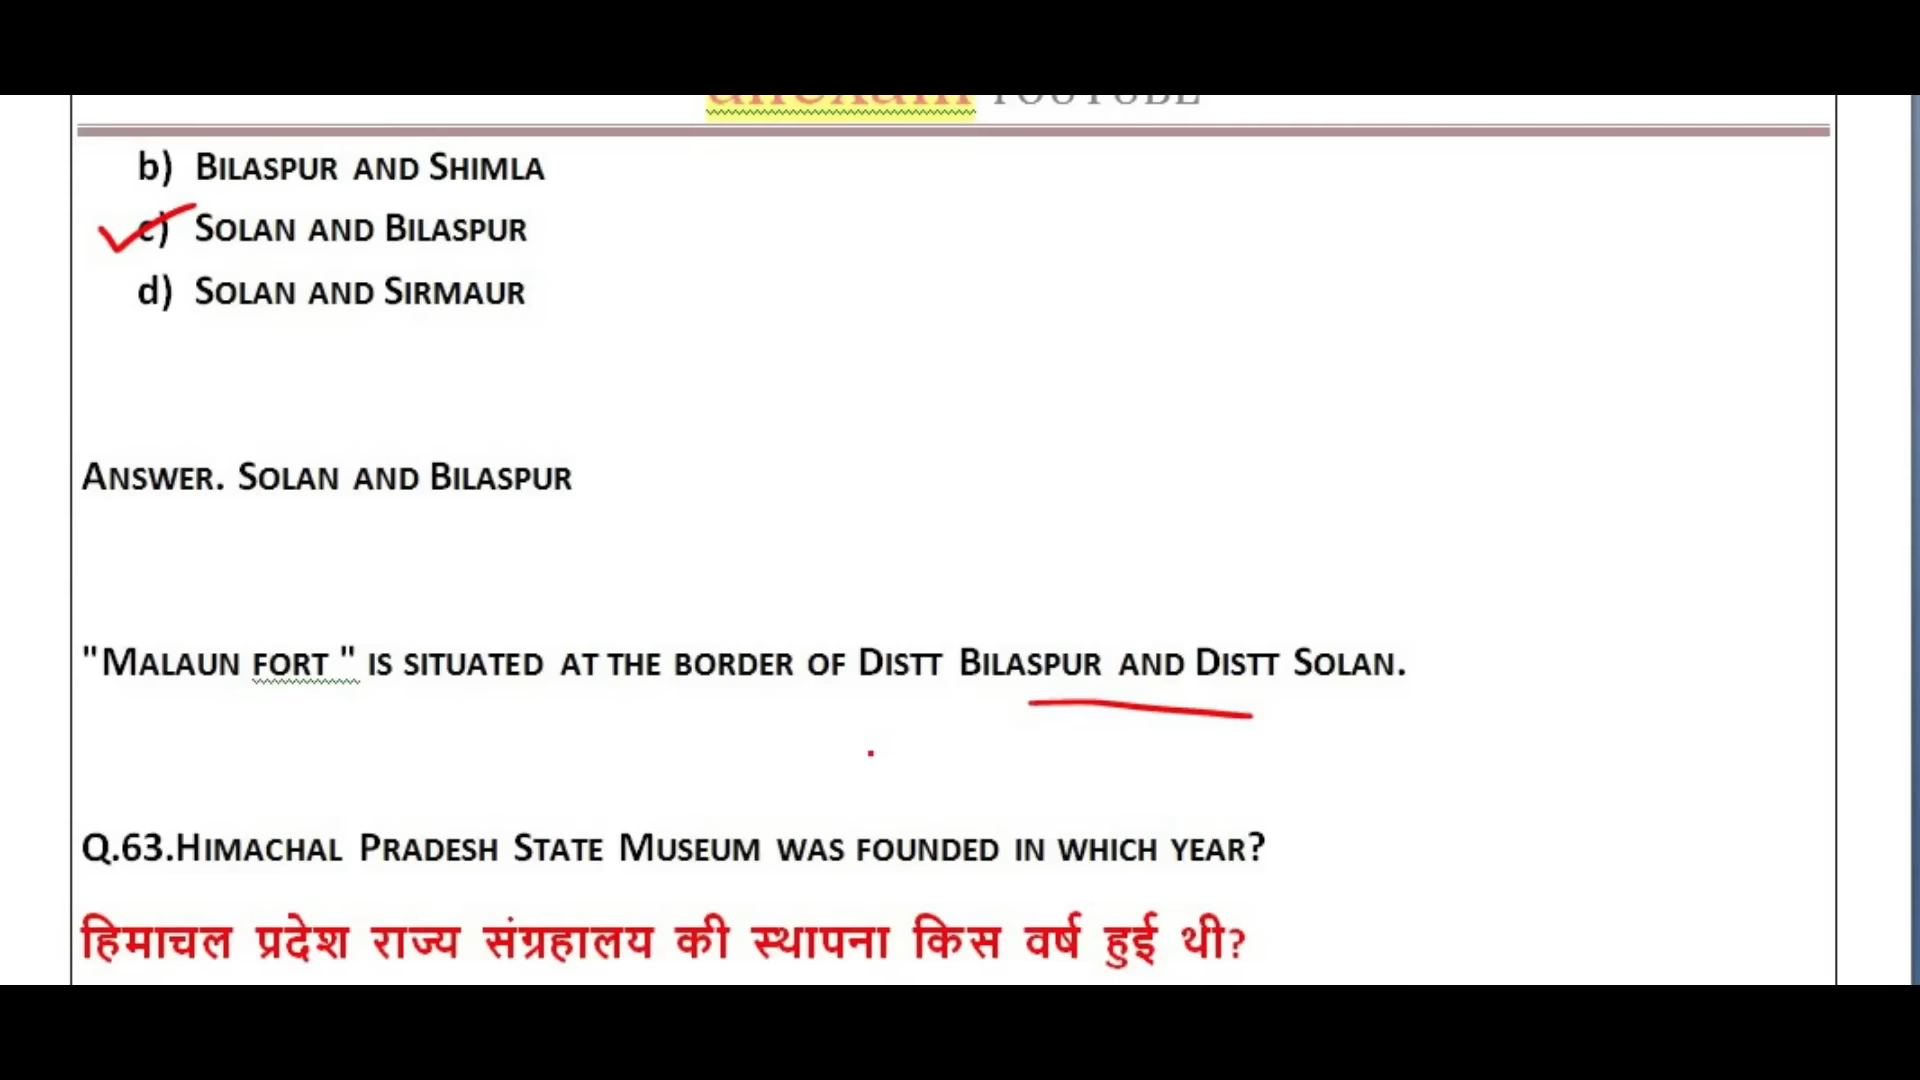 YOUTUBE
b) BILASPUR AND SHIMLA
c) SOLAN AND BILASPUR
d) SOLAN AND SIRMAUR
ANSWER. SOLAN AND BILASPUR
"MALAUN FORT " IS SITUATED AT THE BORDER OF DISTT BILASPUR AND DISTT SOLAN.
Q.63.HIMACHAL PRADESH STATE MUSEUM WAS FOUNDED IN WHICH YEAR?
हिमाचल प्रदेश राज्य संग्रहालय की स्थापना किस वर्ष हुई थी?